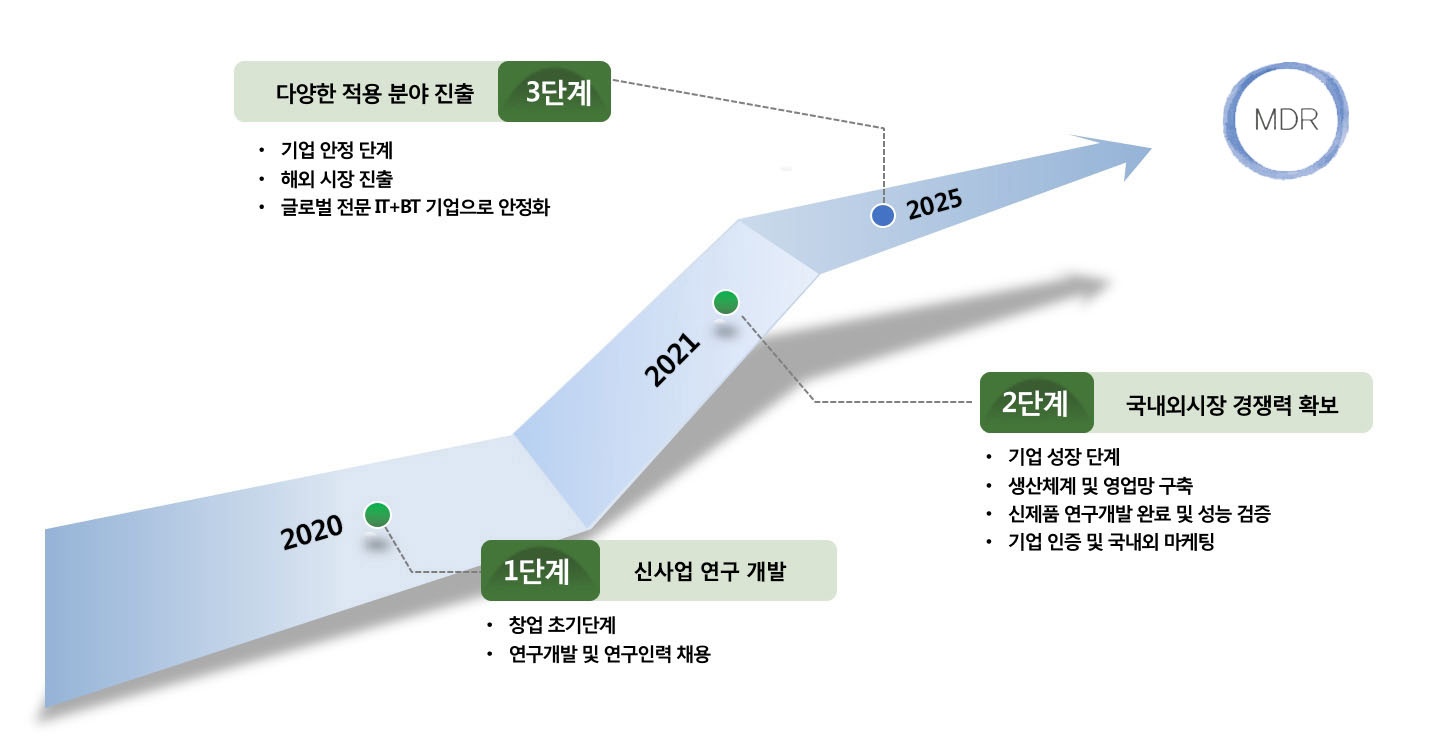 다양한 적용 분야 진출
3단계
• 기업 안정 단계
• 해외 시장 진출
• 글로벌 전문 IT+BT 기업으로 안정화
MDR
2025
2021
2단계
국내외시장 경쟁력 확보
• 기업 성장 단계
• 생산체계 및 영업망 구축
• 신제품 연구개발 완료 및 성능 검증
• 기업 인증 및 국내외 마케팅
2020
1단계
신사업 연구 개발
• 창업 초기단계
• 연구개발 및 연구인력 채용